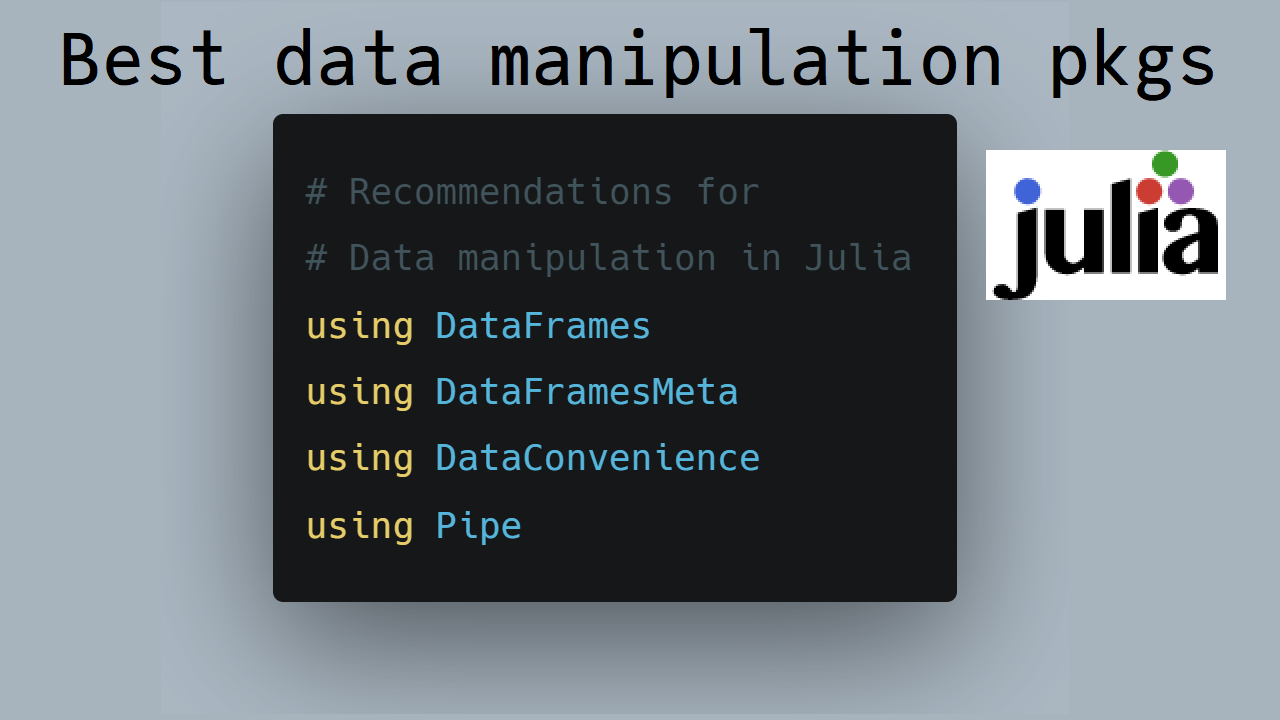 Best data manipulation pkgs
# Recommendations for
# Data manipulation in Julia
using DataFrames
using DataFramesMeta
using DataConvenience
using Pipe
julia